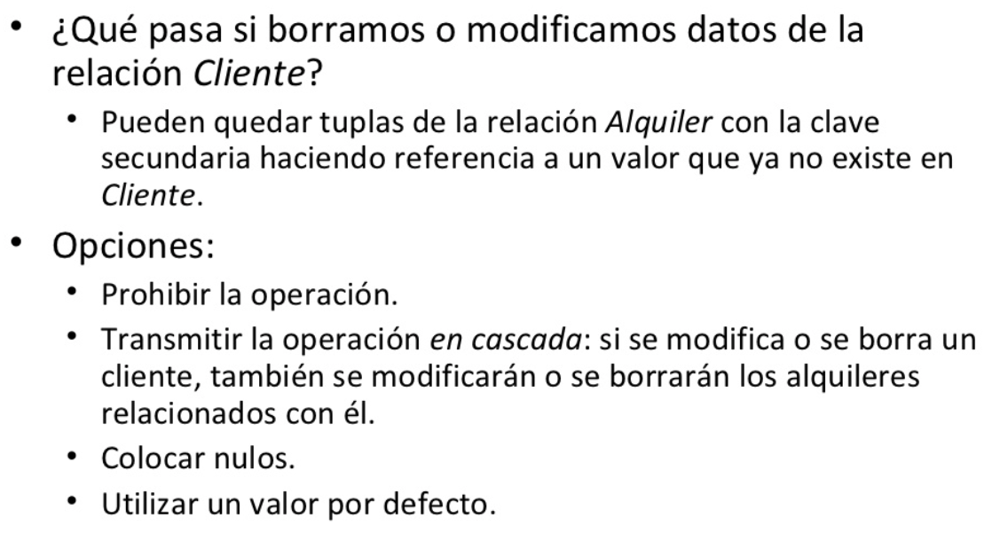 • ¿Qué pasa si borramos o modificamos datos de la
relación Cliente?
• Pueden quedar tuplas de la relación Alquiler con la clave
secundaria haciendo referencia a un valor que ya no existe en
Cliente.
• Opciones:
• Prohibir la operación.
• Transmitir la operación en cascada: si se modifica o se borra un
cliente, también se modificarán o se borrarán los alquileres
relacionados con él.
• Colocar nulos.
• Utilizar un valor por defecto.